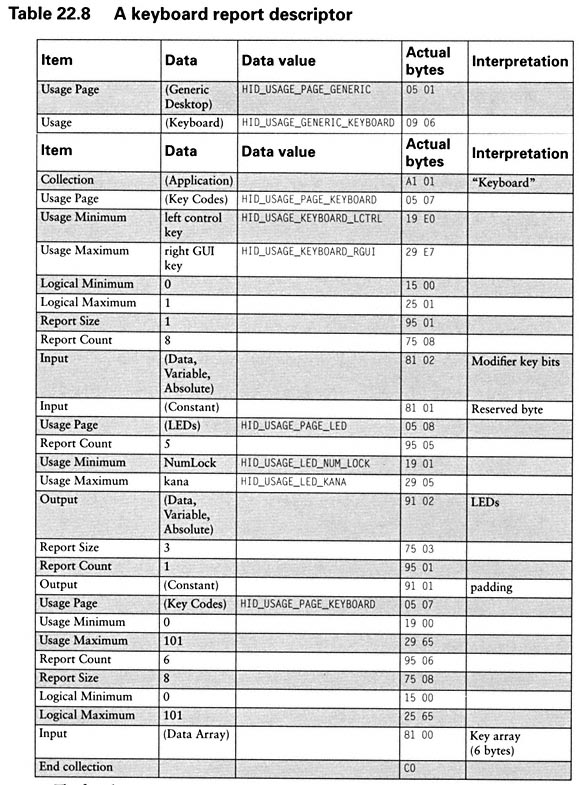 Table 22.8 A keyboard report descriptor
Item Data Data value Actual bytes Interpretation
Usage Page (Generic Desktop) HID_USAGE_PAGE_GENERIC 05 01
Usage (Keyboard) HID_USAGE_GENERIC_KEYBOARD 09 06
Item Data Data value Actual bytes Interpretation
Collection (Application) A1 01 “Keyboard”
Usage Page (Key Codes) HID_USAGE_PAGE_KEYBOARD 05 07
Usage Minimum left control key HID_USAGE_KEYBOARD_LCTRL 19 E0
Usage Maximum right GUI key HID_USAGE_KEYBOARD_RGUI 29 E7
Logical Minimum 0 15 00
Logical Maximum 1 25 01
Report Size 1 95 01
Report Count 8 75 08
Input (Data, Variable, Absolute) 81 02 Modifier key bits
Input (Constant) 81 01 Reserved byte
Usage Page (LEDs) HID_USAGE_PAGE_LED 05 08
Report Count 5 95 05
Usage Minimum NumLock HID_USAGE_LED_NUM_LOCK 19 01
Usage Maximum kana HID_USAGE_LED_KANA 29 05
Output (Data, Variable, Absolute) 91 02 LEDs
Report Size 3 75 03
Report Count 1 95 01
Output (Constant) 91 01 padding
Usage Page (Key Codes) HID_USAGE_PAGE_KEYBOARD 05 07
Usage Minimum 0 19 00
Usage Maximum 101 29 65
Report Count 6 95 06
Report Size 8 75 08
Logical Minimum 0 15 00
Logical Maximum 101 25 65
Input (Data Array) 81 00 Key array (6 bytes)
End collection C0